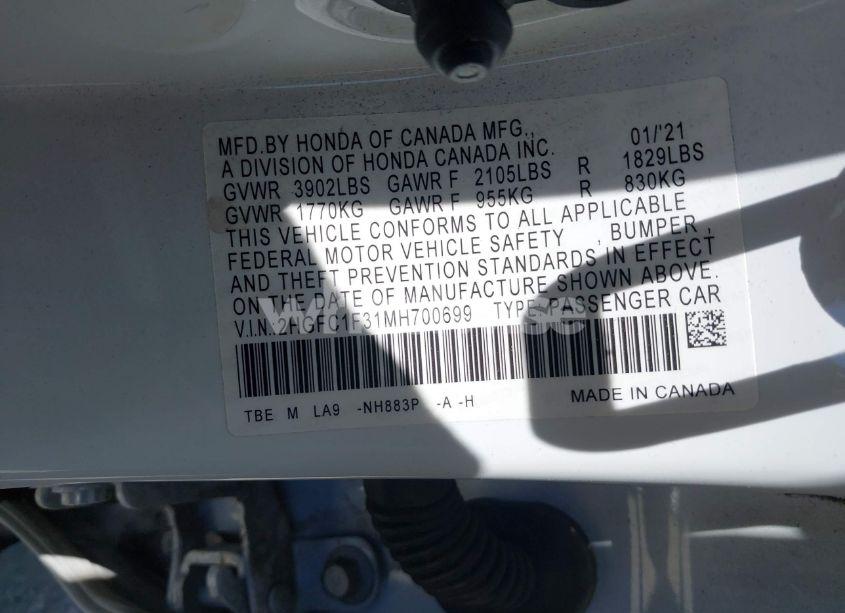 MFD.BY HONDA OF CANADA MFG., 01/'21
A DIVISION OF HONDA CANADA INC.
GVWR 3902LBS GAWR F 2105LBS R 1829LBS
GVWR 1770KG GAWR F 955KG R 830KG
THIS VEHICLE CONFORMS TO ALL APPLICABLE
FEDERAL MOTOR VEHICLE SAFETY , BUMPER ,
AND THEFT PREVENTION STANDARDS IN EFFECT
ON THE DATE OF MANUFACTURE SHOWN ABOVE.
V.I.N.:2HGFC1F31MH700699 TYPE:PASSENGER CAR
TBE M LA9 -NH883P -A -H MADE IN CANADA